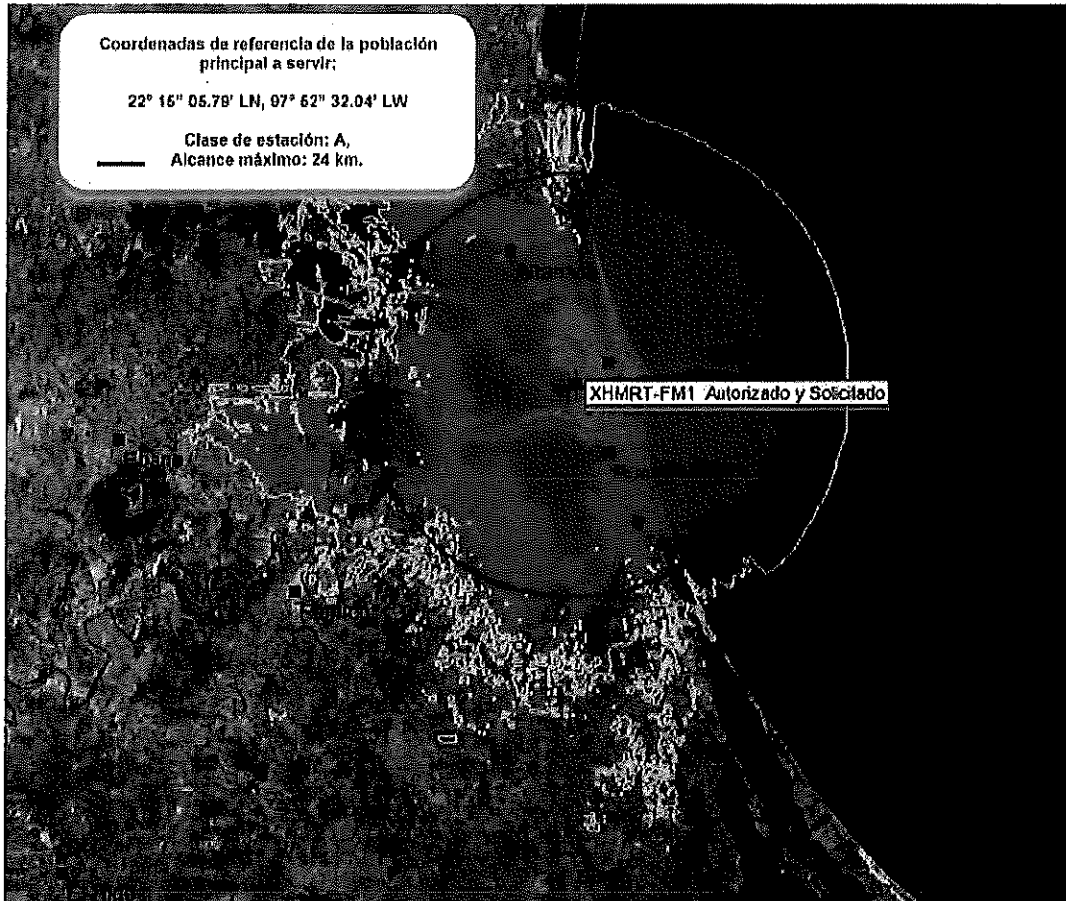 Coordenadas de referencia de la población
principal a servir:
22° 15" 05.79' LN, 97° 52" 32.04' LW
Clase de estación: A,
Alcance máximo: 24 km.
XHMRT-FM1 Autorizado y Solicitado